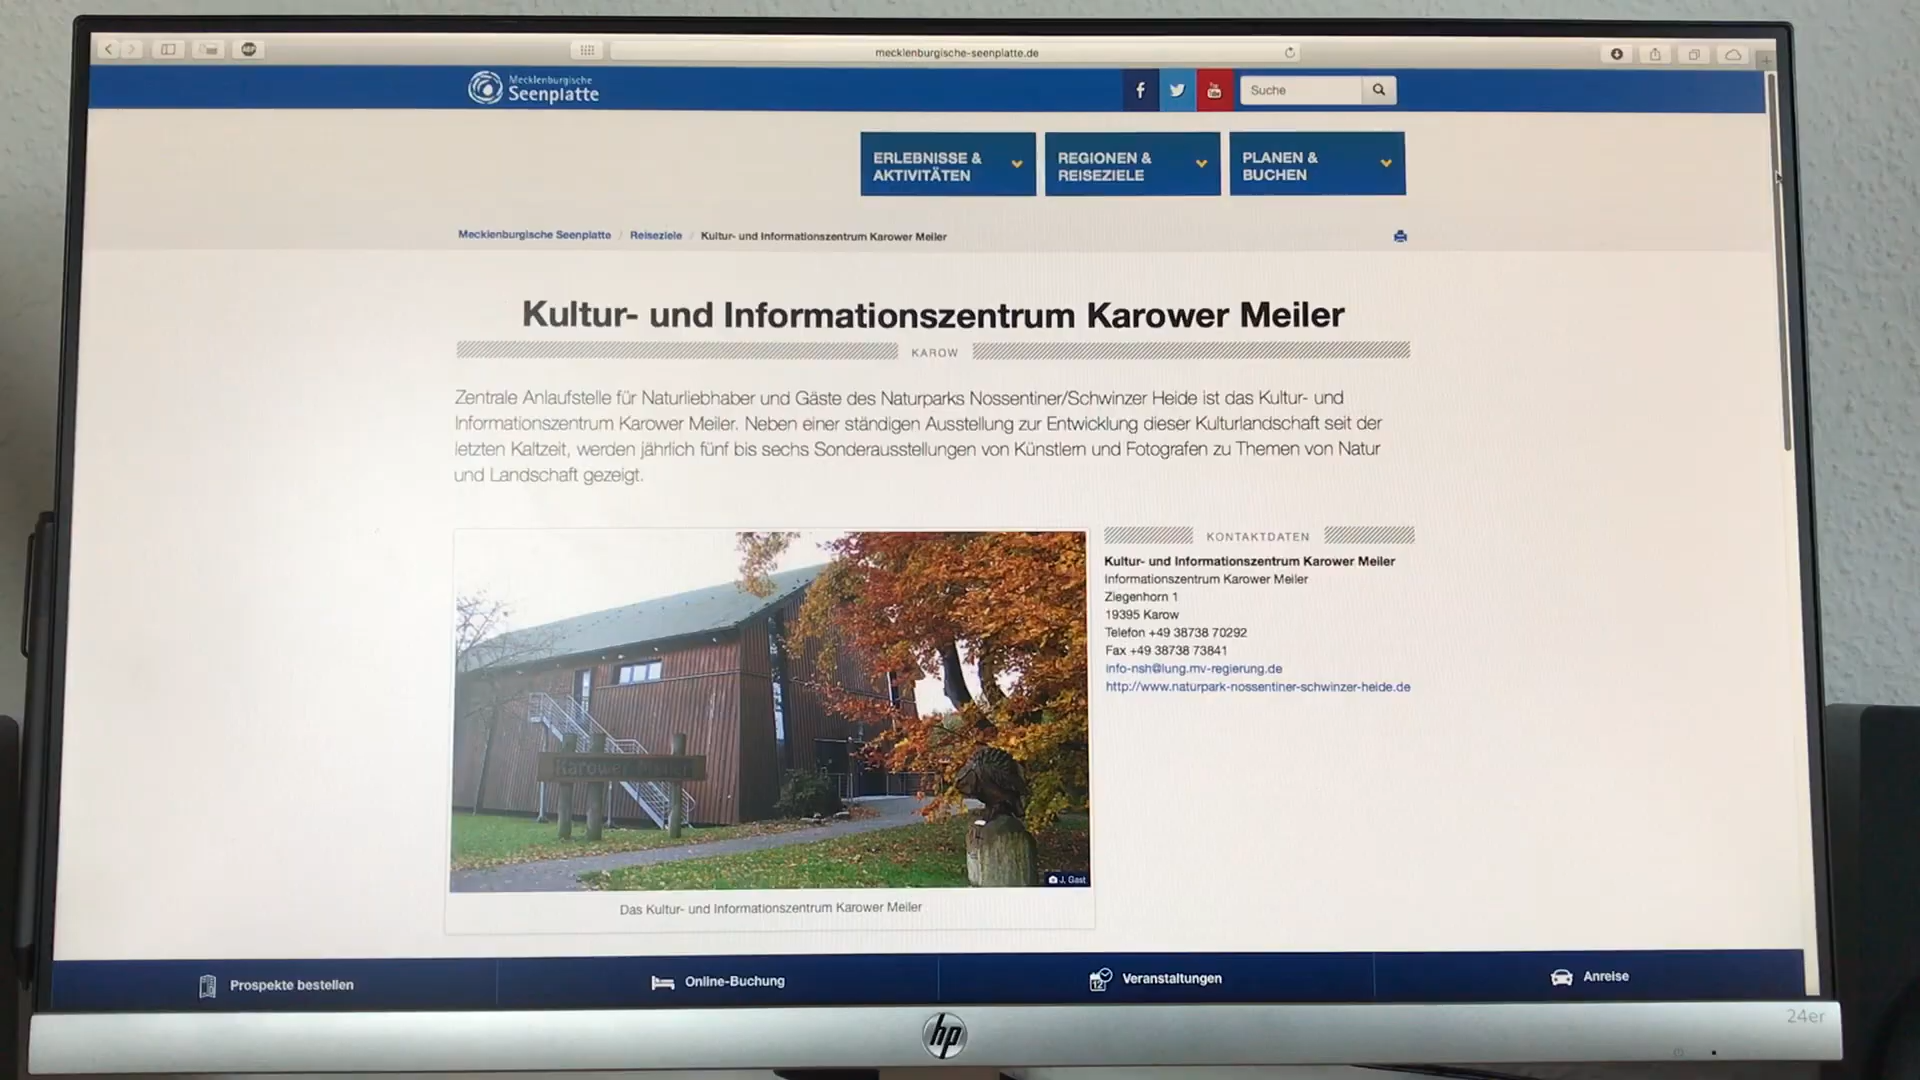 mecklenburgische-seenplatte.de
ABP
Mecklenburgische
Seenplatte
Suche
ERLEBNISSE &
AKTIVITÄTEN
REGIONEN &
REISEZIELE
PLANEN &
BUCHEN
Mecklenburgische Seenplatte / Reiseziele / Kultur- und Informationszentrum Karower Meiler
Kultur- und Informationszentrum Karower Meiler
KAROW
Zentrale Anlaufstelle für Naturliebhaber und Gäste des Naturparks Nossentiner/Schwinzer Heide ist das Kultur- und
Informationszentrum Karower Meiler. Neben einer ständigen Ausstellung zur Entwicklung dieser Kulturlandschaft seit der
letzten Kaltzeit, werden jährlich fünf bis sechs Sonderausstellungen von Künstlern und Fotografen zu Themen von Natur
und Landschaft gezeigt.
Karower Meiler
J. Gast
Das Kultur- und Informationszentrum Karower Meiler
KONTAKTDATEN
Kultur- und Informationszentrum Karower Meiler
Informationszentrum Karower Meiler
Ziegenhorn 1
19395 Karow
Telefon +49 38738 70292
Fax +49 38738 73841
info-nsh@lung.mv-regierung.de
http://www.naturpark-nossentiner-schwinzer-heide.de
Prospekte bestellen
Online-Buchung
12
Veranstaltungen
Anreise
hp
24er